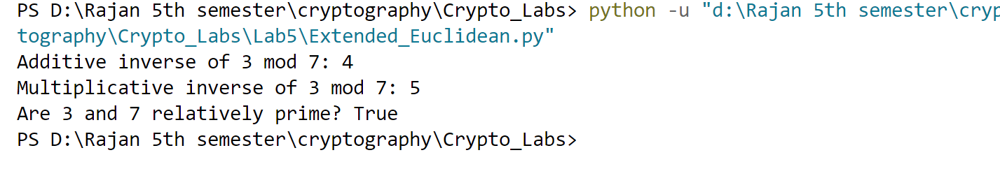 PS D:\Rajan 5th semester\cryptography\Crypto_Labs> python -u "d:\Rajan 5th semester\cryp
tography\Crypto_Labs\Lab5\Extended_Euclidean.py"
Additive inverse of 3 mod 7: 4
Multiplicative inverse of 3 mod 7: 5
Are 3 and 7 relatively prime? True
PS D:\Rajan 5th semester\cryptography\Crypto_Labs>